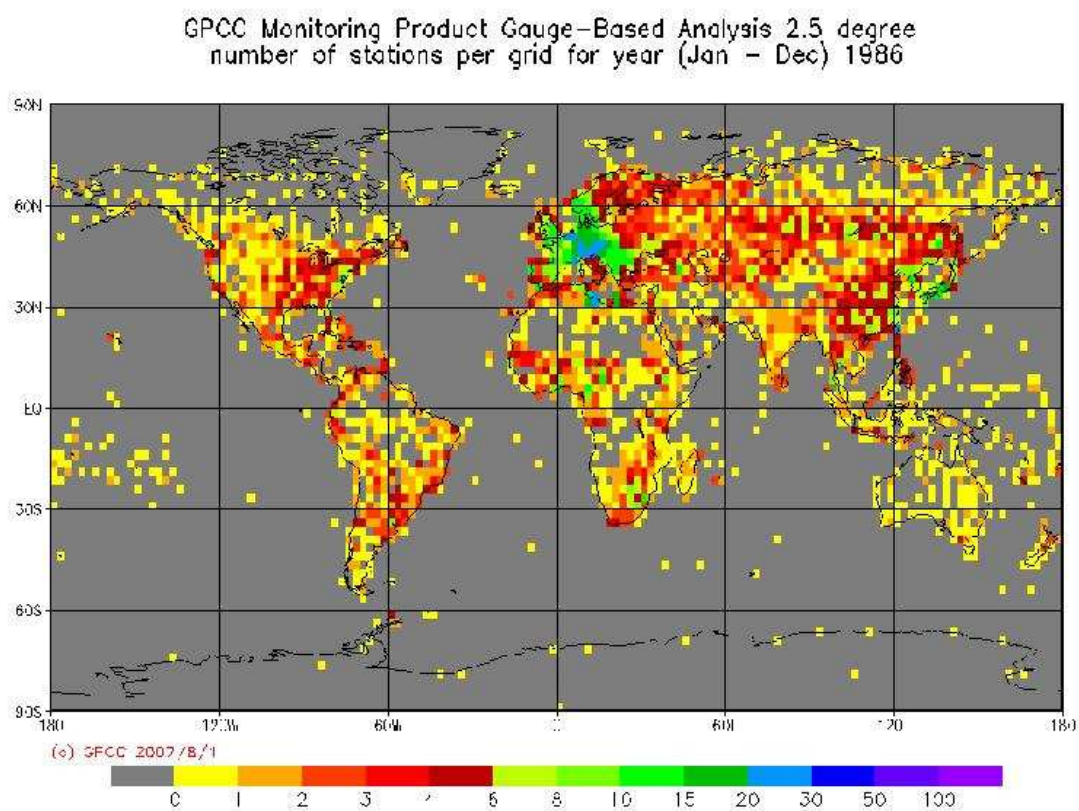 GPCC Monitoring Product Gauge-Based Analysis 2.5 degree
number of stations per grid for year (Jan - Dec) 1986
90N
60N
30N
EQ
30S
60S
90S
180 120W 60W 0 60E 120 180
(c) GPCC 2007/8/1
0 1 2 3 4 6 8 10 15 20 30 50 100